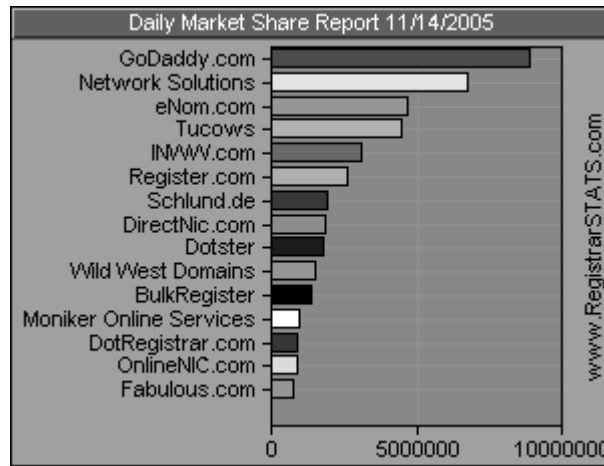 Daily Market Share Report 11/14/2005
GoDaddy.com
Network Solutions
eNom.com
Tucows
INWW.com
Register.com
Schlund.de
DirectNic.com
Dotster
Wild West Domains
BulkRegister
Moniker Online Services
DotRegistrar.com
OnlineNIC.com
Fabulous.com
0 5000000 10000000
www.RegistrarSTATS.com